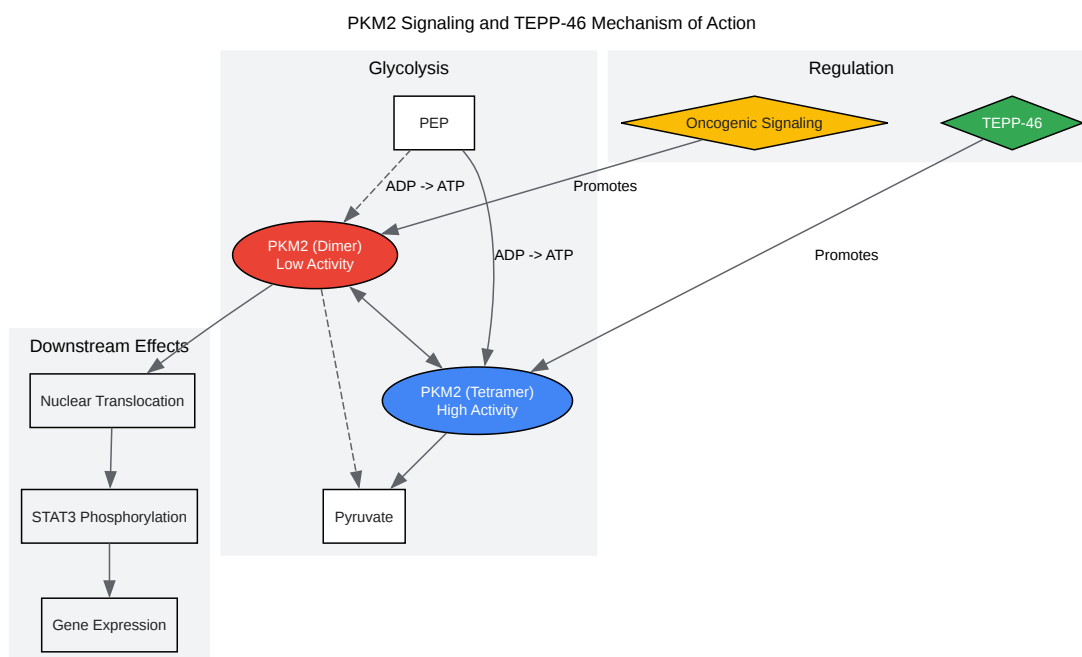 PKM2 Signaling and TEPP-46 Mechanism of Action
Glycolysis
Regulation
PEP
Oncogenic Signaling
TEPP-46
ADP -> ATP
Promotes
PKM2 (Dimer)
Low Activity
ADP -> ATP
Promotes
Downstream Effects
Nuclear Translocation
PKM2 (Tetramer)
High Activity
STAT3 Phosphorylation
Pyruvate
Gene Expression